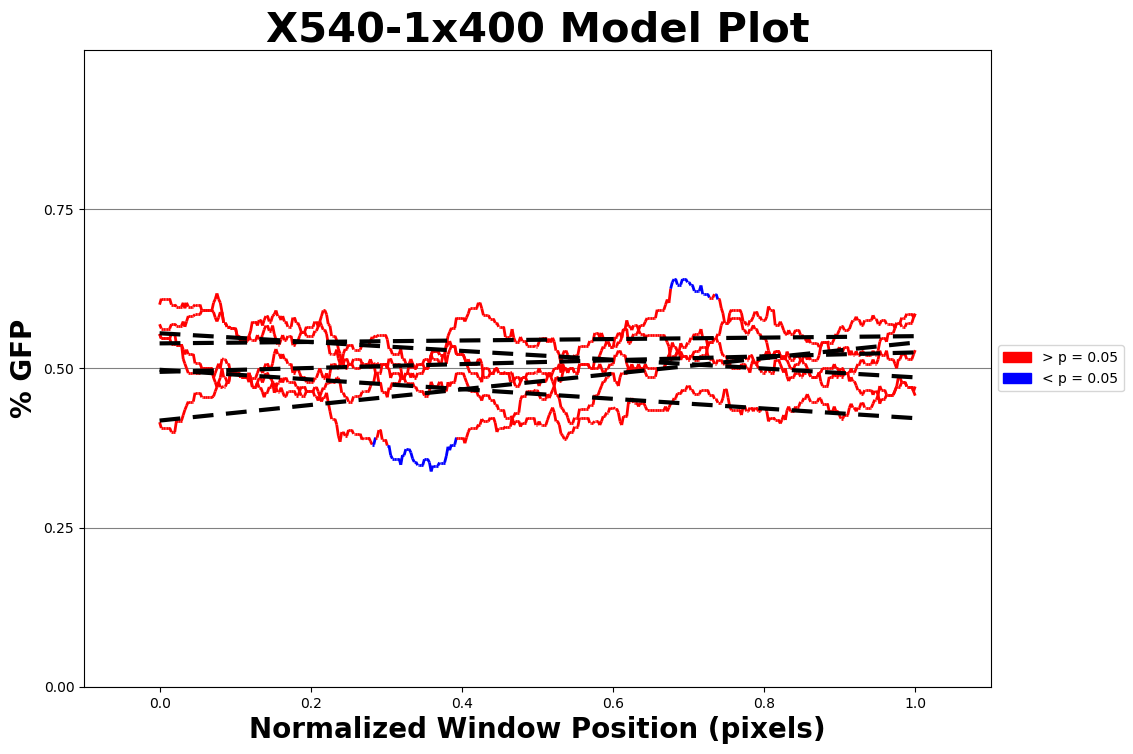 X540-1x400 Model Plot
% GFP
0.75
0.50
0.25
0.00
0.0 0.2 0.4 0.6 0.8 1.0
Normalized Window Position (pixels)
> p = 0.05
< p = 0.05